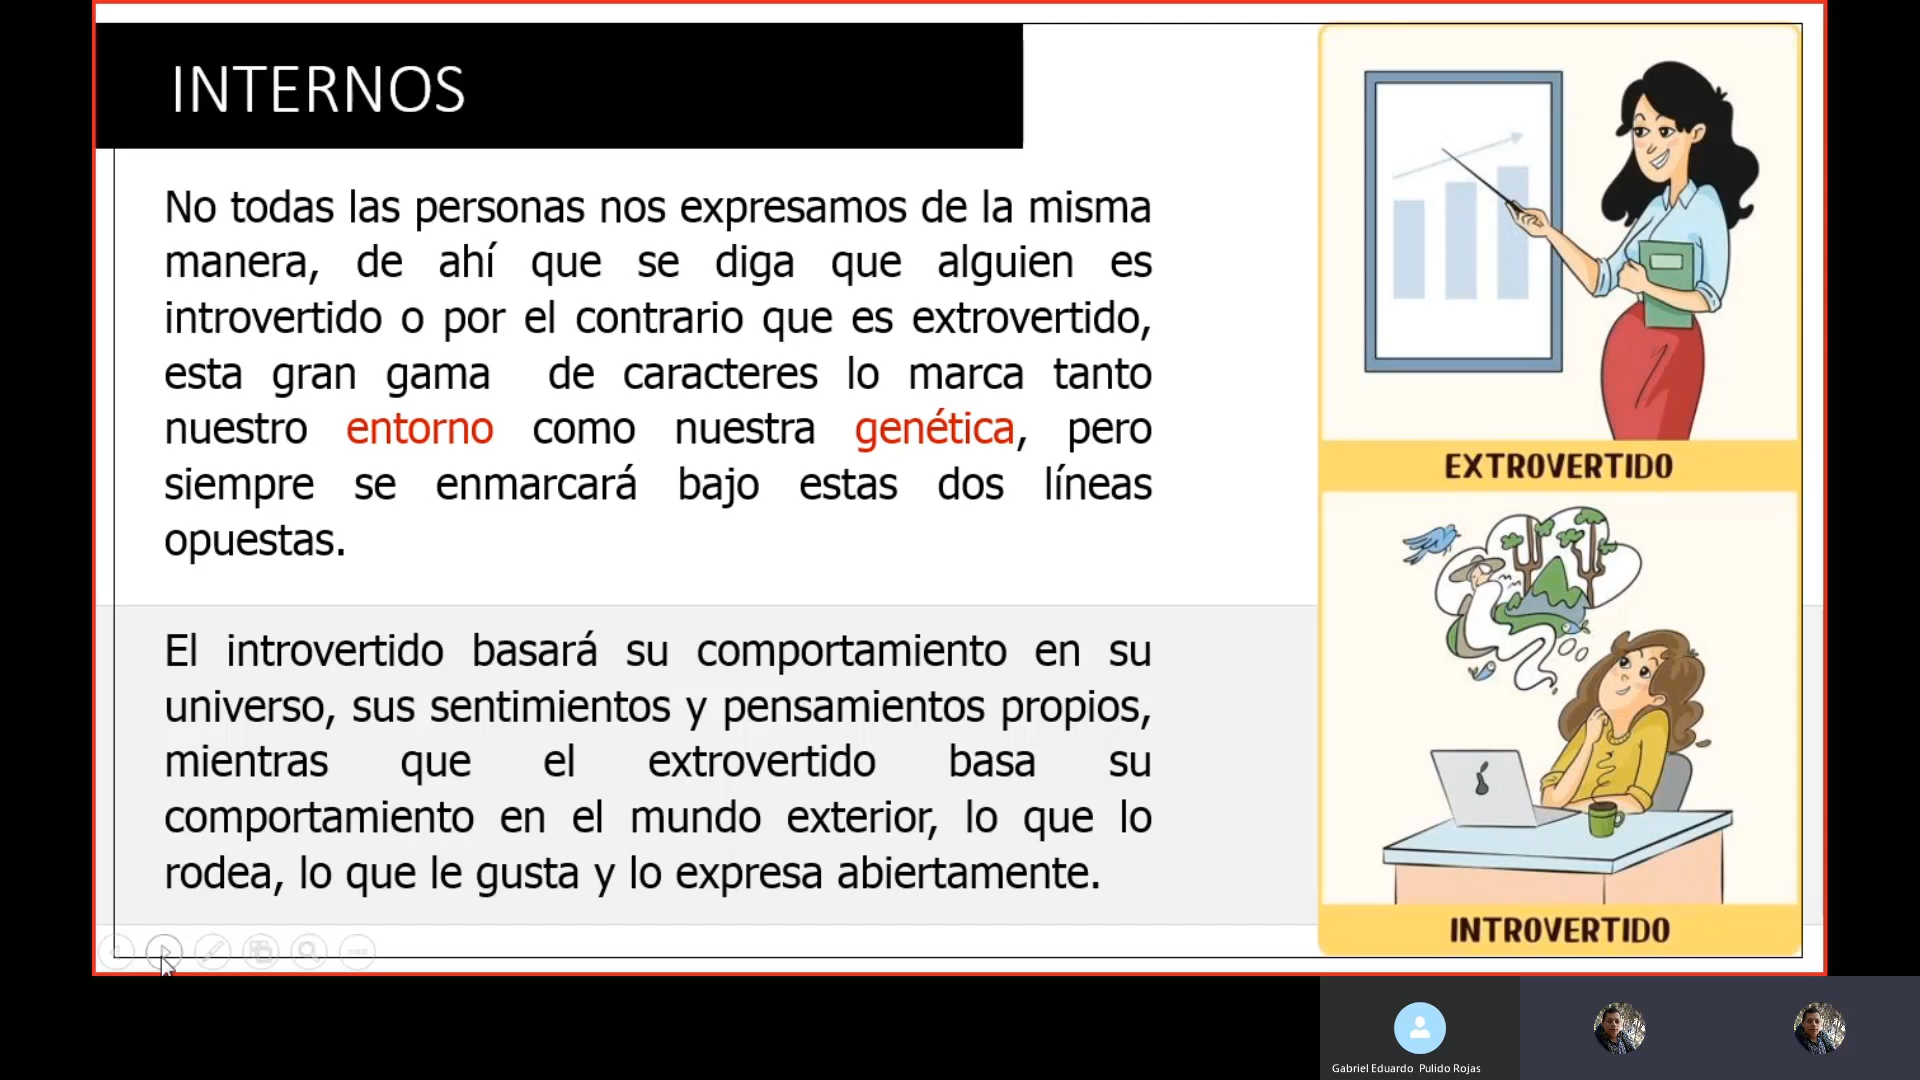 INTERNOS
No todas las personas nos expresamos de la misma
manera, de ahí que se diga que alguien es
introvertido o por el contrario que es extrovertido,
esta gran gama de caracteres lo marca tanto
nuestro entorno como nuestra genética, pero
siempre se enmarcará bajo estas dos líneas
opuestas.
El introvertido basará su comportamiento en su
universo, sus sentimientos y pensamientos propios,
mientras que el extrovertido basa su
comportamiento en el mundo exterior, lo que lo
rodea, lo que le gusta y lo expresa abiertamente.
EXTROVERTIDO
INTROVERTIDO
Gabriel Eduardo Pulido Rojas